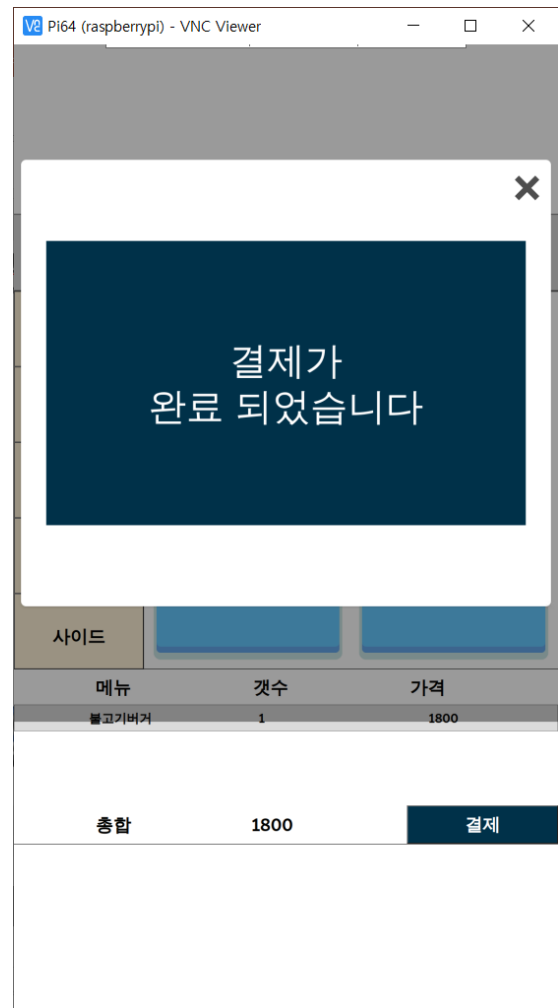 Pi64 (raspberrypi) - VNC Viewer
결제가
완료 되었습니다
사이드
메뉴 갯수 가격
불고기버거 1 1800
총합 1800 결제